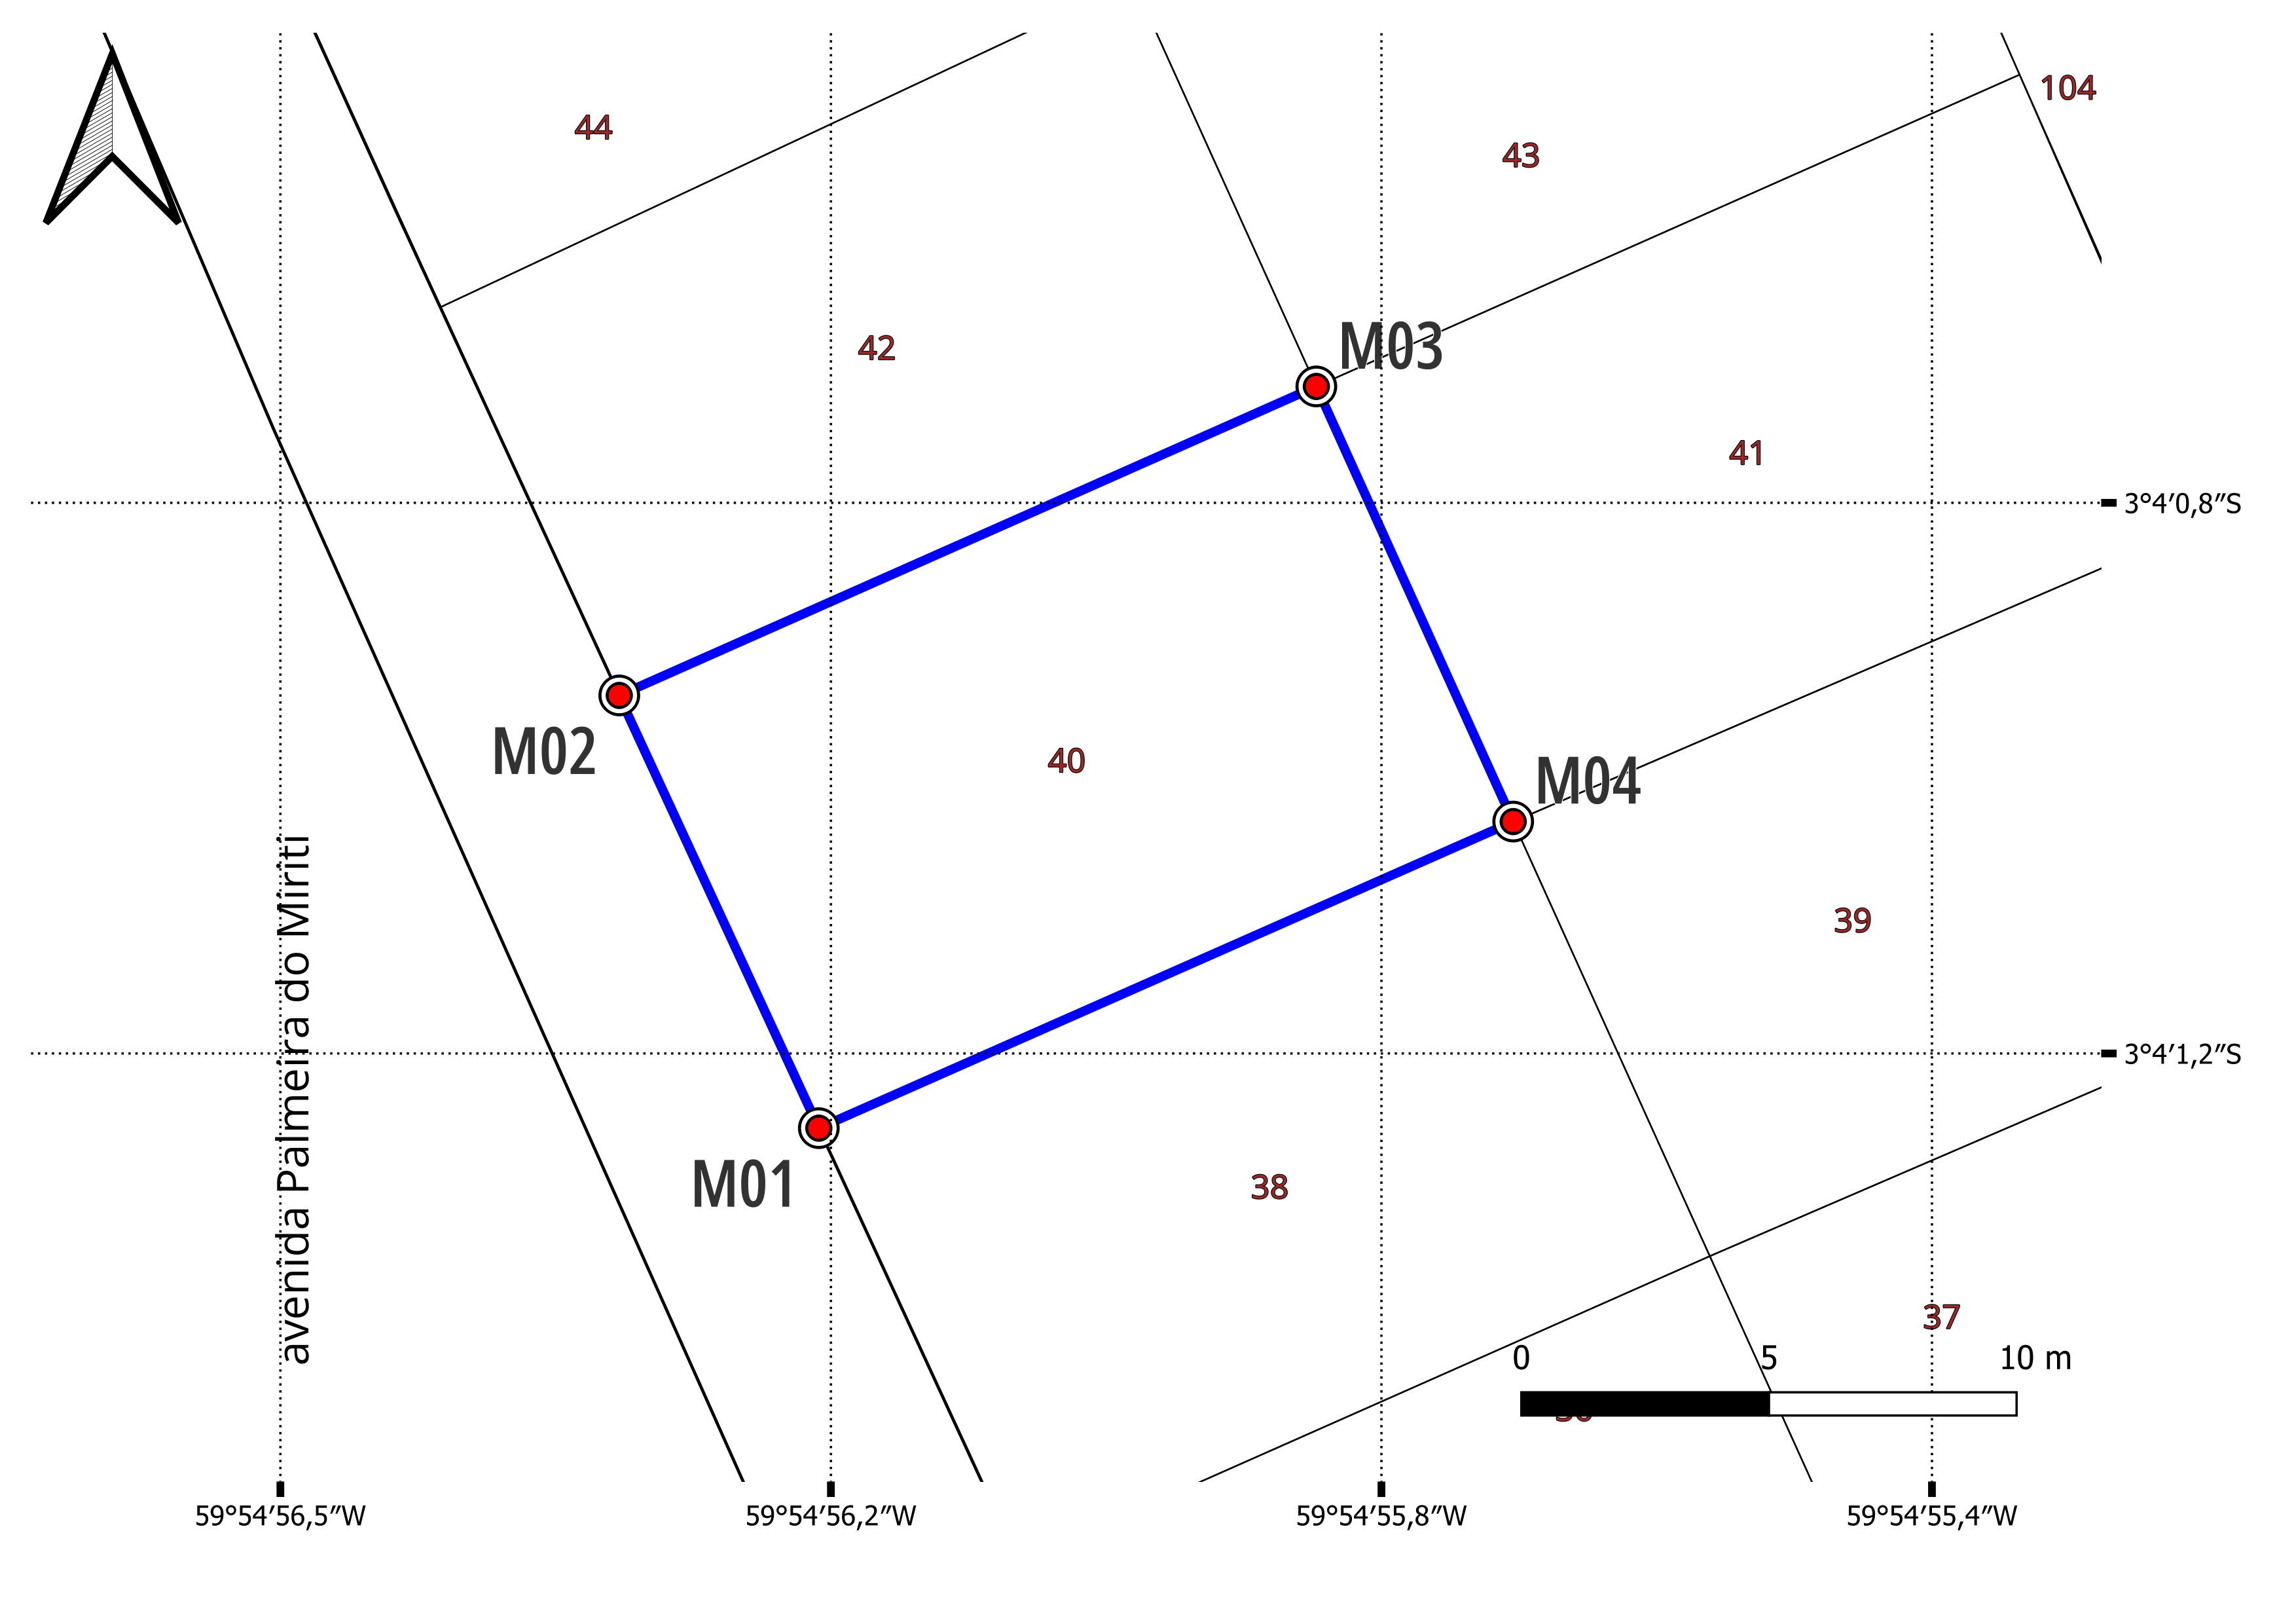 104
44
43
M03
42
41
3°4′0,8″S
M02
40
M04
avenida Palmeira do Miriti
39
3°4′1,2″S
M01
38
37
0 5 10 m
59°54′56,5″W 59°54′56,2″W 59°54′55,8″W 59°54′55,4″W